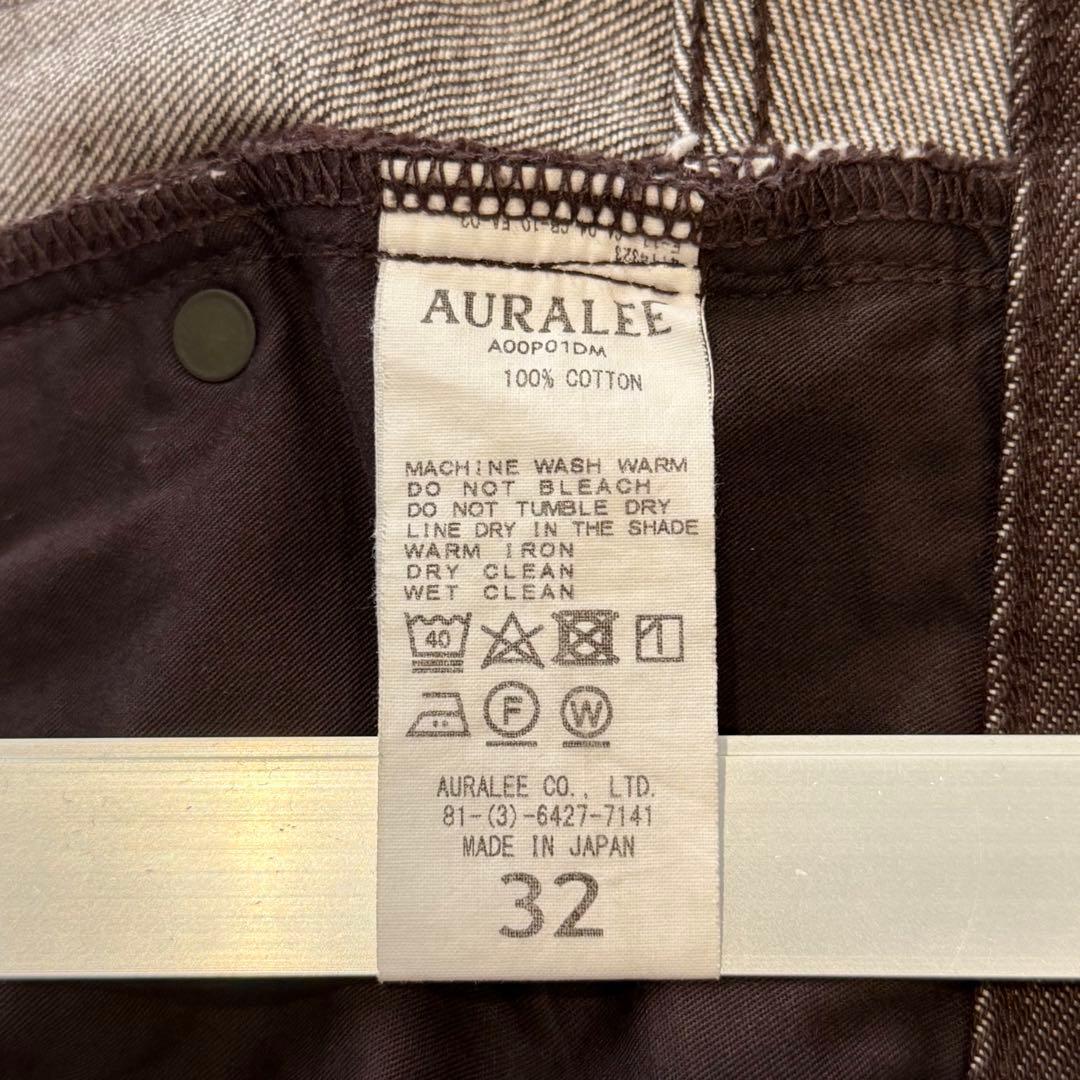 AURALEE
A00P01DM
100% COTTON
MACHINE WASH WARM
DO NOT BLEACH
DO NOT TUMBLE DRY
LINE DRY IN THE SHADE
WARM IRON
DRY CLEAN
WET CLEAN
40
F W
AURALEE CO., LTD.
81-(3)-6427-7141
MADE IN JAPAN
32